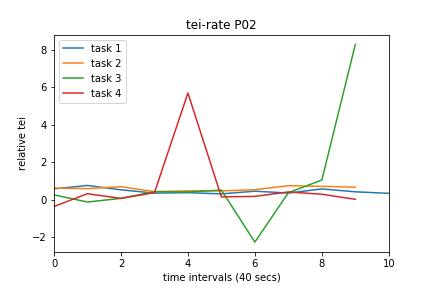 tei-rate P02
task 1
task 2
task 3
task 4
relative tei
8
6
4
2
0
−2
0 2 4 6 8 10
time intervals (40 secs)